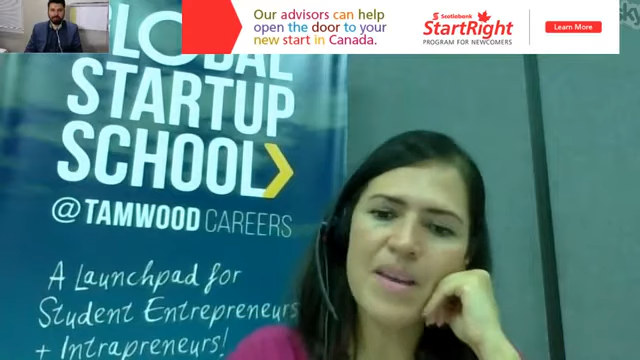 Our advisors can help
open the door to your
new start in Canada.
Scotiabank
StartRight
PROGRAM FOR NEWCOMERS
Learn More
GLOBAL
STARTUP
SCHOOL
@TAMWOOD CAREERS
A Launchpad for
Student Entrepreneurs
+ Intrapreneurs!